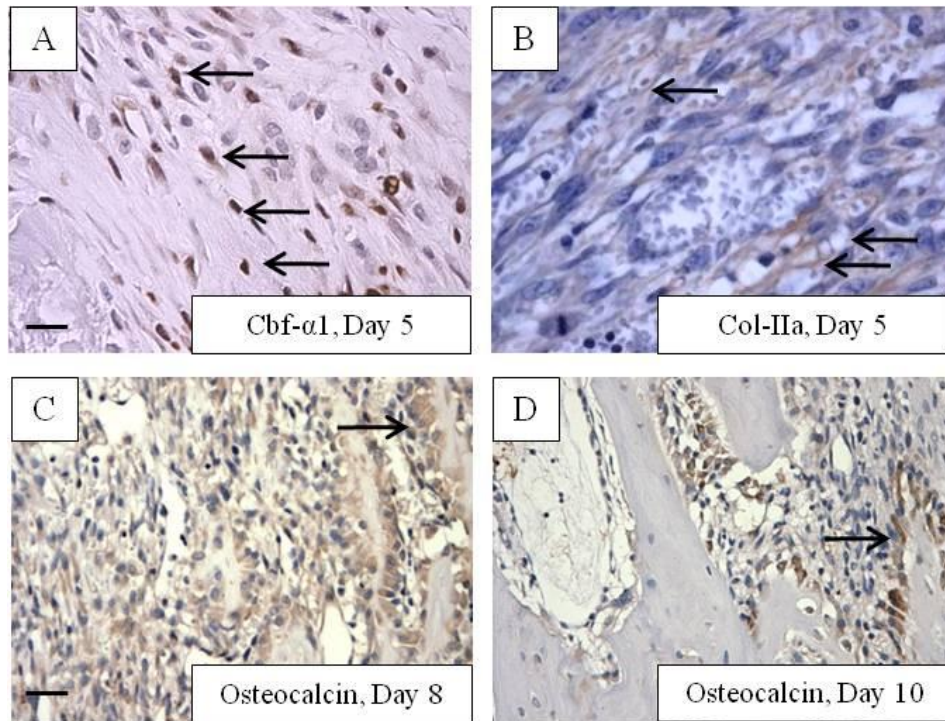 A
Cbf-α1, Day 5
B
Col-IIa, Day 5
C
Osteocalcin, Day 8
D
Osteocalcin, Day 10